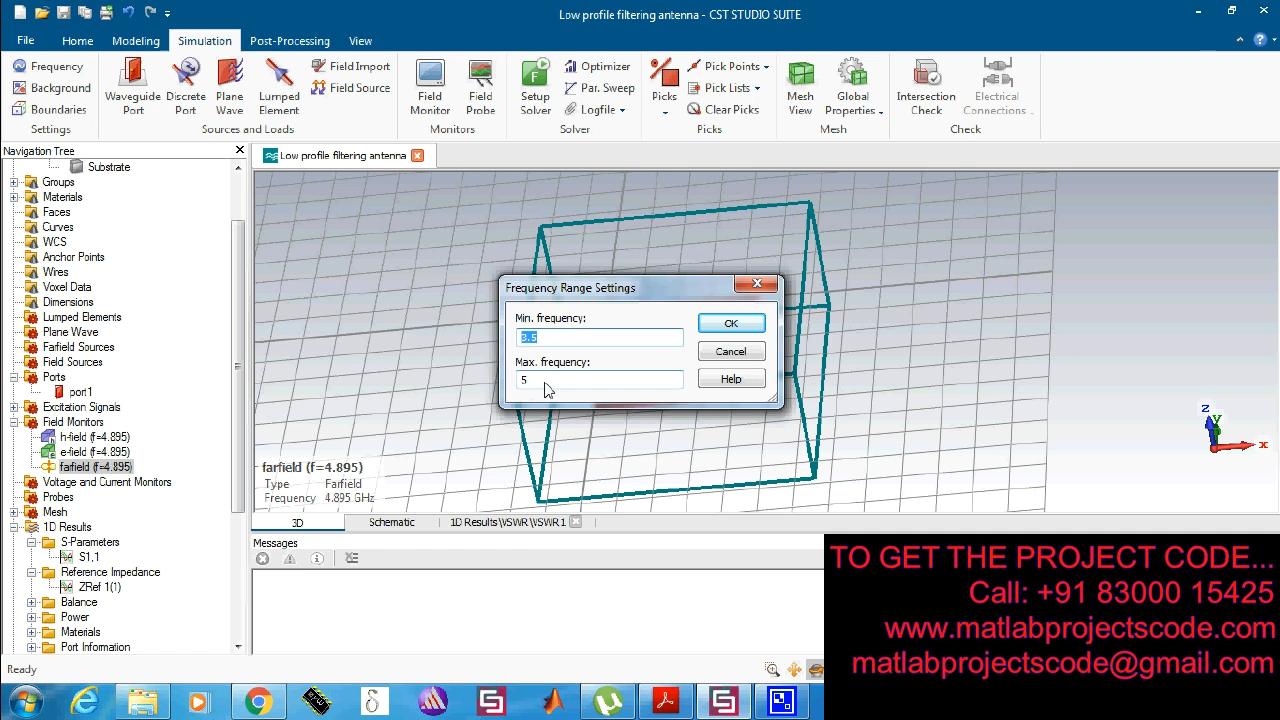 Low profile filtering antenna - CST STUDIO SUITE
File
Home
Modeling
Simulation
Post-Processing
View
Frequency
Background
Boundaries
Settings
Waveguide
Port
Discrete
Port
Plane
Wave
Lumped
Element
Field Import
Field Source
Sources and Loads
Field
Monitor
Field
Probe
Monitors
Setup
Solver
Optimizer
Par. Sweep
Logfile
Solver
Picks
Pick Points
Pick Lists
Clear Picks
Picks
Mesh
View
Global
Properties
Mesh
Intersection
Check
Electrical
Connections
Check
Navigation Tree
Substrate
Groups
Materials
Faces
Curves
WCS
Anchor Points
Wires
Voxel Data
Dimensions
Lumped Elements
Plane Wave
Farfield Sources
Field Sources
Ports
port1
Excitation Signals
Field Monitors
h-field (f=4.895)
e-field (f=4.895)
farfield (f=4.895)
Voltage and Current Monitors
Probes
Mesh
1D Results
S-Parameters
S1,1
Reference Impedance
ZRef 1(1)
Balance
Power
Materials
Port Information
Low profile filtering antenna
Frequency Range Settings
Min. frequency:
3.5
Max. frequency:
5
OK
Cancel
Help
Z
Y
X
farfield (f=4.895)
Type Farfield
Frequency 4.895 GHz
3D
Schematic
1D Results\VSWR\VSWR1
Messages
Ready
TO GET THE PROJECT CODE...
Call: +91 83000 15425
www.matlabprojectscode.com
matlabprojectscode@gmail.com